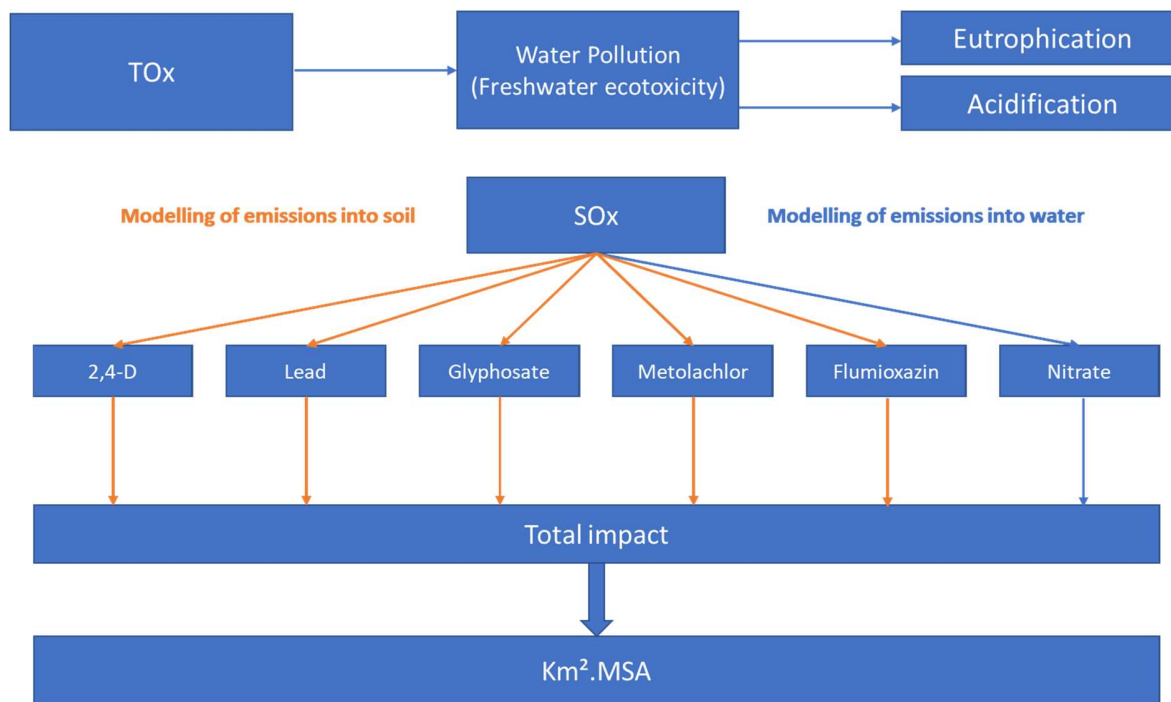 TOx
Water Pollution
(Freshwater ecotoxicity)
Eutrophication
Acidification
Modelling of emissions into soil
SOx
Modelling of emissions into water
2,4-D
Lead
Glyphosate
Metolachlor
Flumioxazin
Nitrate
Total impact
Km².MSA